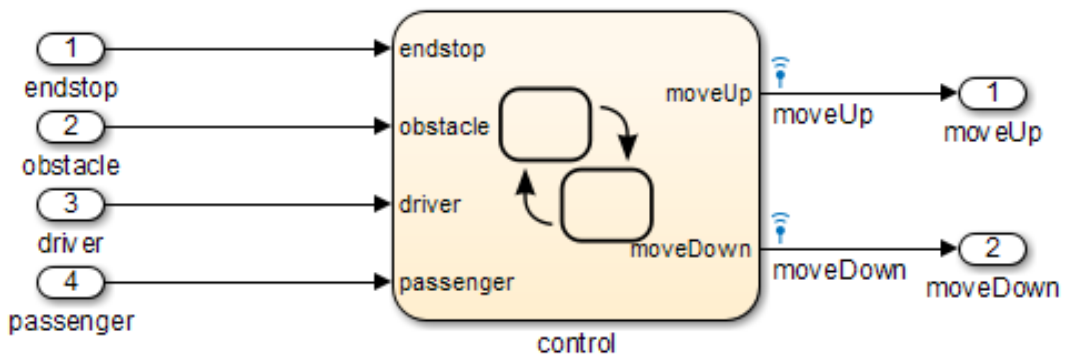 1
endstop
2
obstacle
3
driver
4
passenger
endstop
obstacle
driver
passenger
moveUp
moveDown
control
moveUp
moveDown
1
moveUp
2
moveDown